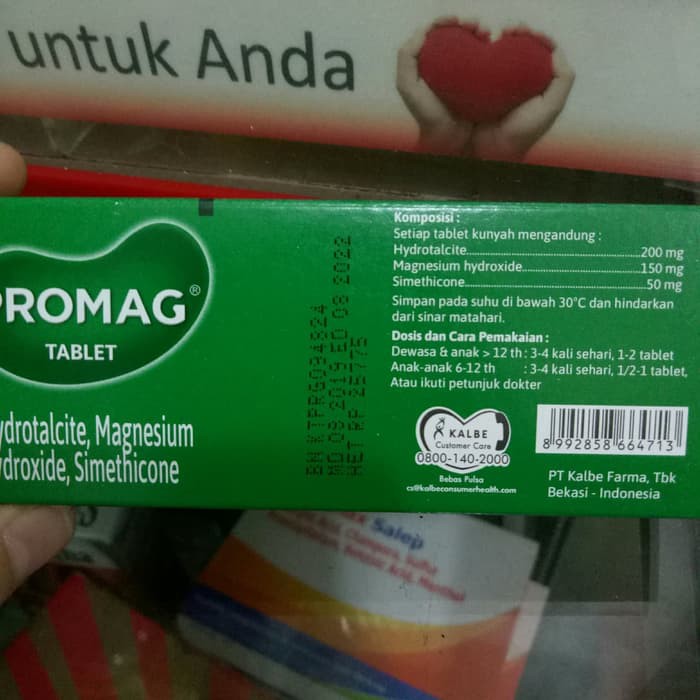 untuk Anda
PROMAG®
TABLET
ydrotalcite, Magnesium
ydroxide, Simethicone
Komposisi :
Setiap tablet kunyah mengandung :
Hydrotalcite.............................200 mg
Magnesium hydroxide.............................150 mg
Simethicone.............................50 mg
Simpan pada suhu di bawah 30°C dan hindarkan
dari sinar matahari.
Dosis dan Cara Pemakaian :
Dewasa & anak > 12 th : 3-4 kali sehari, 1-2 tablet
Anak-anak 6-12 th : 3-4 kali sehari, 1/2-1 tablet,
Atau ikuti petunjuk dokter
KALBE
Customer Care
0800-140-2000
Bebas Pulsa
cs@kalbeconsumerhealth.com
8 992858 664713
PT Kalbe Farma, Tbk
Bekasi - Indonesia
Salep